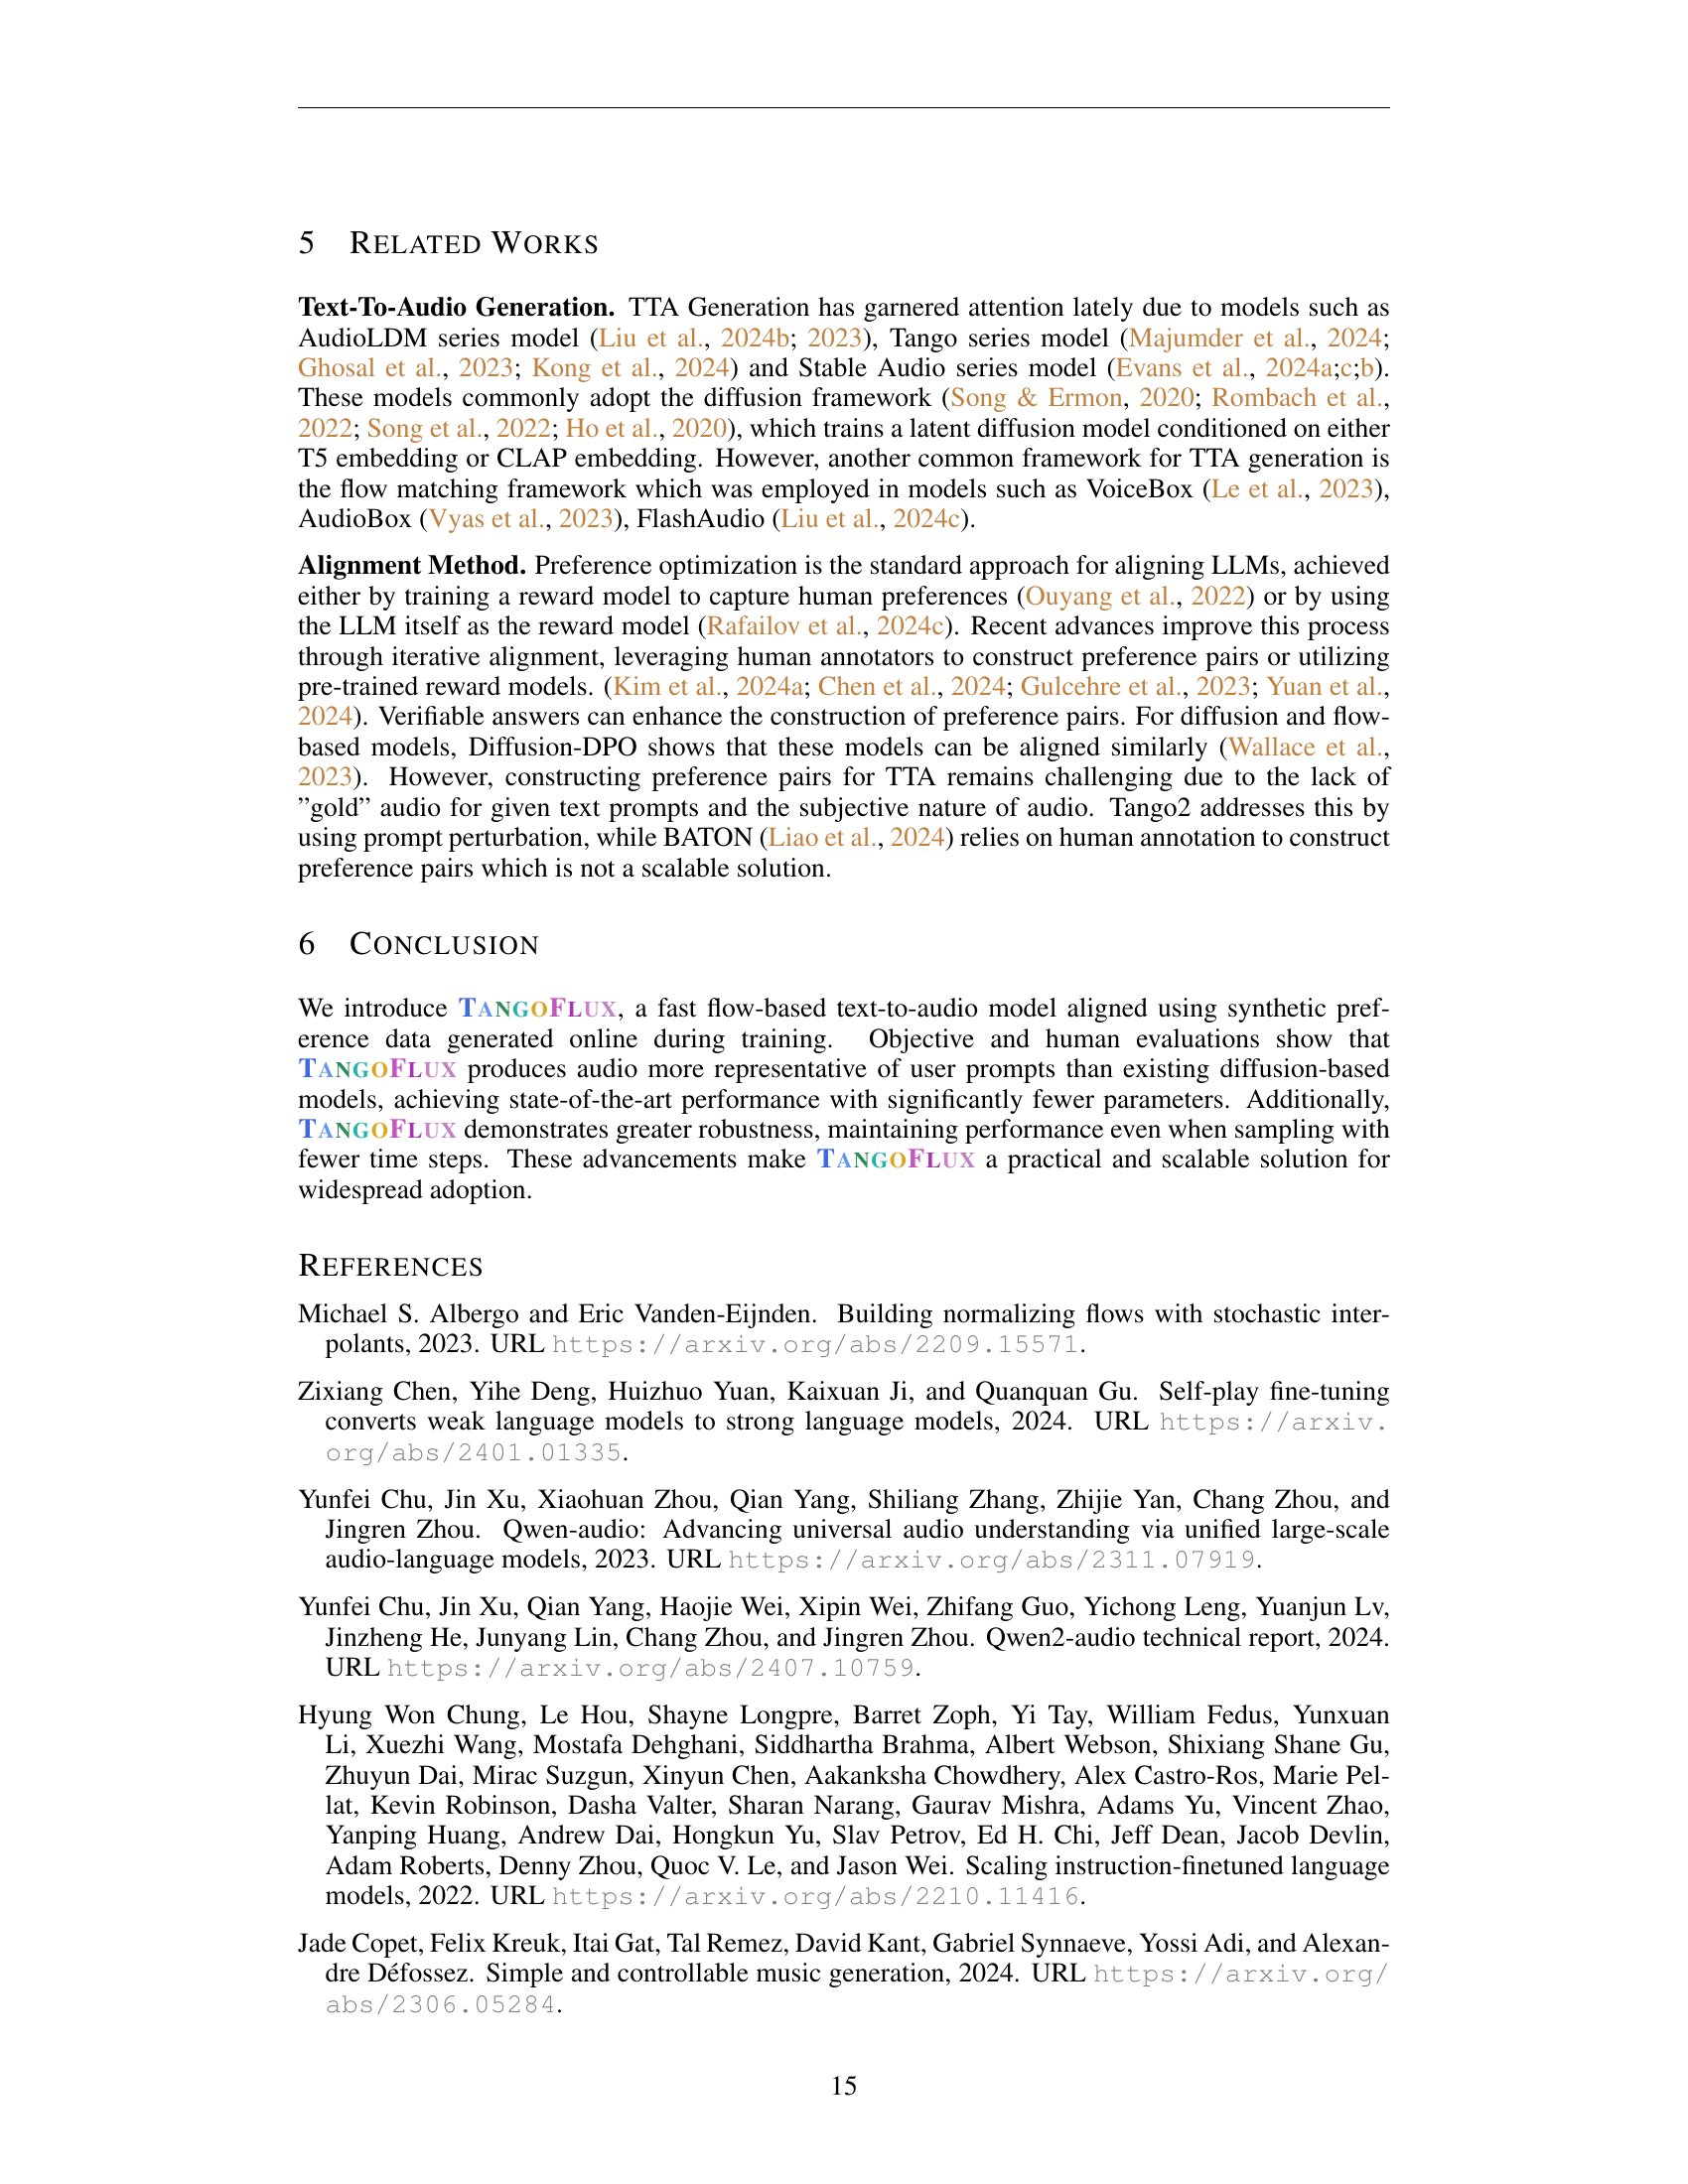 5 RELATED WORKS
Text-To-Audio Generation. TTA Generation has garnered attention lately due to models such as
AudioLDM series model (Liu et al., 2024b; 2023), Tango series model (Majumder et al., 2024;
Ghosal et al., 2023; Kong et al., 2024) and Stable Audio series model (Evans et al., 2024a;c;b).
These models commonly adopt the diffusion framework (Song & Ermon, 2020; Rombach et al.,
2022; Song et al., 2022; Ho et al., 2020), which trains a latent diffusion model conditioned on either
T5 embedding or CLAP embedding. However, another common framework for TTA generation is
the flow matching framework which was employed in models such as VoiceBox (Le et al., 2023),
AudioBox (Vyas et al., 2023), FlashAudio (Liu et al., 2024c).
Alignment Method. Preference optimization is the standard approach for aligning LLMs, achieved
either by training a reward model to capture human preferences (Ouyang et al., 2022) or by using
the LLM itself as the reward model (Rafailov et al., 2024c). Recent advances improve this process
through iterative alignment, leveraging human annotators to construct preference pairs or utilizing
pre-trained reward models. (Kim et al., 2024a; Chen et al., 2024; Gulcehre et al., 2023; Yuan et al.,
2024). Verifiable answers can enhance the construction of preference pairs. For diffusion and flow-
based models, Diffusion-DPO shows that these models can be aligned similarly (Wallace et al.,
2023). However, constructing preference pairs for TTA remains challenging due to the lack of
”gold” audio for given text prompts and the subjective nature of audio. Tango2 addresses this by
using prompt perturbation, while BATON (Liao et al., 2024) relies on human annotation to construct
preference pairs which is not a scalable solution.
6 CONCLUSION
We introduce TANGOFLUX, a fast flow-based text-to-audio model aligned using synthetic pref-
erence data generated online during training. Objective and human evaluations show that
TANGOFLUX produces audio more representative of user prompts than existing diffusion-based
models, achieving state-of-the-art performance with significantly fewer parameters. Additionally,
TANGOFLUX demonstrates greater robustness, maintaining performance even when sampling with
fewer time steps. These advancements make TANGOFLUX a practical and scalable solution for
widespread adoption.
REFERENCES
Michael S. Albergo and Eric Vanden-Eijnden. Building normalizing flows with stochastic inter-
polants, 2023. URL https://arxiv.org/abs/2209.15571.
Zixiang Chen, Yihe Deng, Huizhuo Yuan, Kaixuan Ji, and Quanquan Gu. Self-play fine-tuning
converts weak language models to strong language models, 2024. URL https://arxiv.
org/abs/2401.01335.
Yunfei Chu, Jin Xu, Xiaohuan Zhou, Qian Yang, Shiliang Zhang, Zhijie Yan, Chang Zhou, and
Jingren Zhou. Qwen-audio: Advancing universal audio understanding via unified large-scale
audio-language models, 2023. URL https://arxiv.org/abs/2311.07919.
Yunfei Chu, Jin Xu, Qian Yang, Haojie Wei, Xipin Wei, Zhifang Guo, Yichong Leng, Yuanjun Lv,
Jinzheng He, Junyang Lin, Chang Zhou, and Jingren Zhou. Qwen2-audio technical report, 2024.
URL https://arxiv.org/abs/2407.10759.
Hyung Won Chung, Le Hou, Shayne Longpre, Barret Zoph, Yi Tay, William Fedus, Yunxuan
Li, Xuezhi Wang, Mostafa Dehghani, Siddhartha Brahma, Albert Webson, Shixiang Shane Gu,
Zhuyun Dai, Mirac Suzgun, Xinyun Chen, Aakanksha Chowdhery, Alex Castro-Ros, Marie Pel-
lat, Kevin Robinson, Dasha Valter, Sharan Narang, Gaurav Mishra, Adams Yu, Vincent Zhao,
Yanping Huang, Andrew Dai, Hongkun Yu, Slav Petrov, Ed H. Chi, Jeff Dean, Jacob Devlin,
Adam Roberts, Denny Zhou, Quoc V. Le, and Jason Wei. Scaling instruction-finetuned language
models, 2022. URL https://arxiv.org/abs/2210.11416.
Jade Copet, Felix Kreuk, Itai Gat, Tal Remez, David Kant, Gabriel Synnaeve, Yossi Adi, and Alexan-
dre Défossez. Simple and controllable music generation, 2024. URL https://arxiv.org/
abs/2306.05284.
15